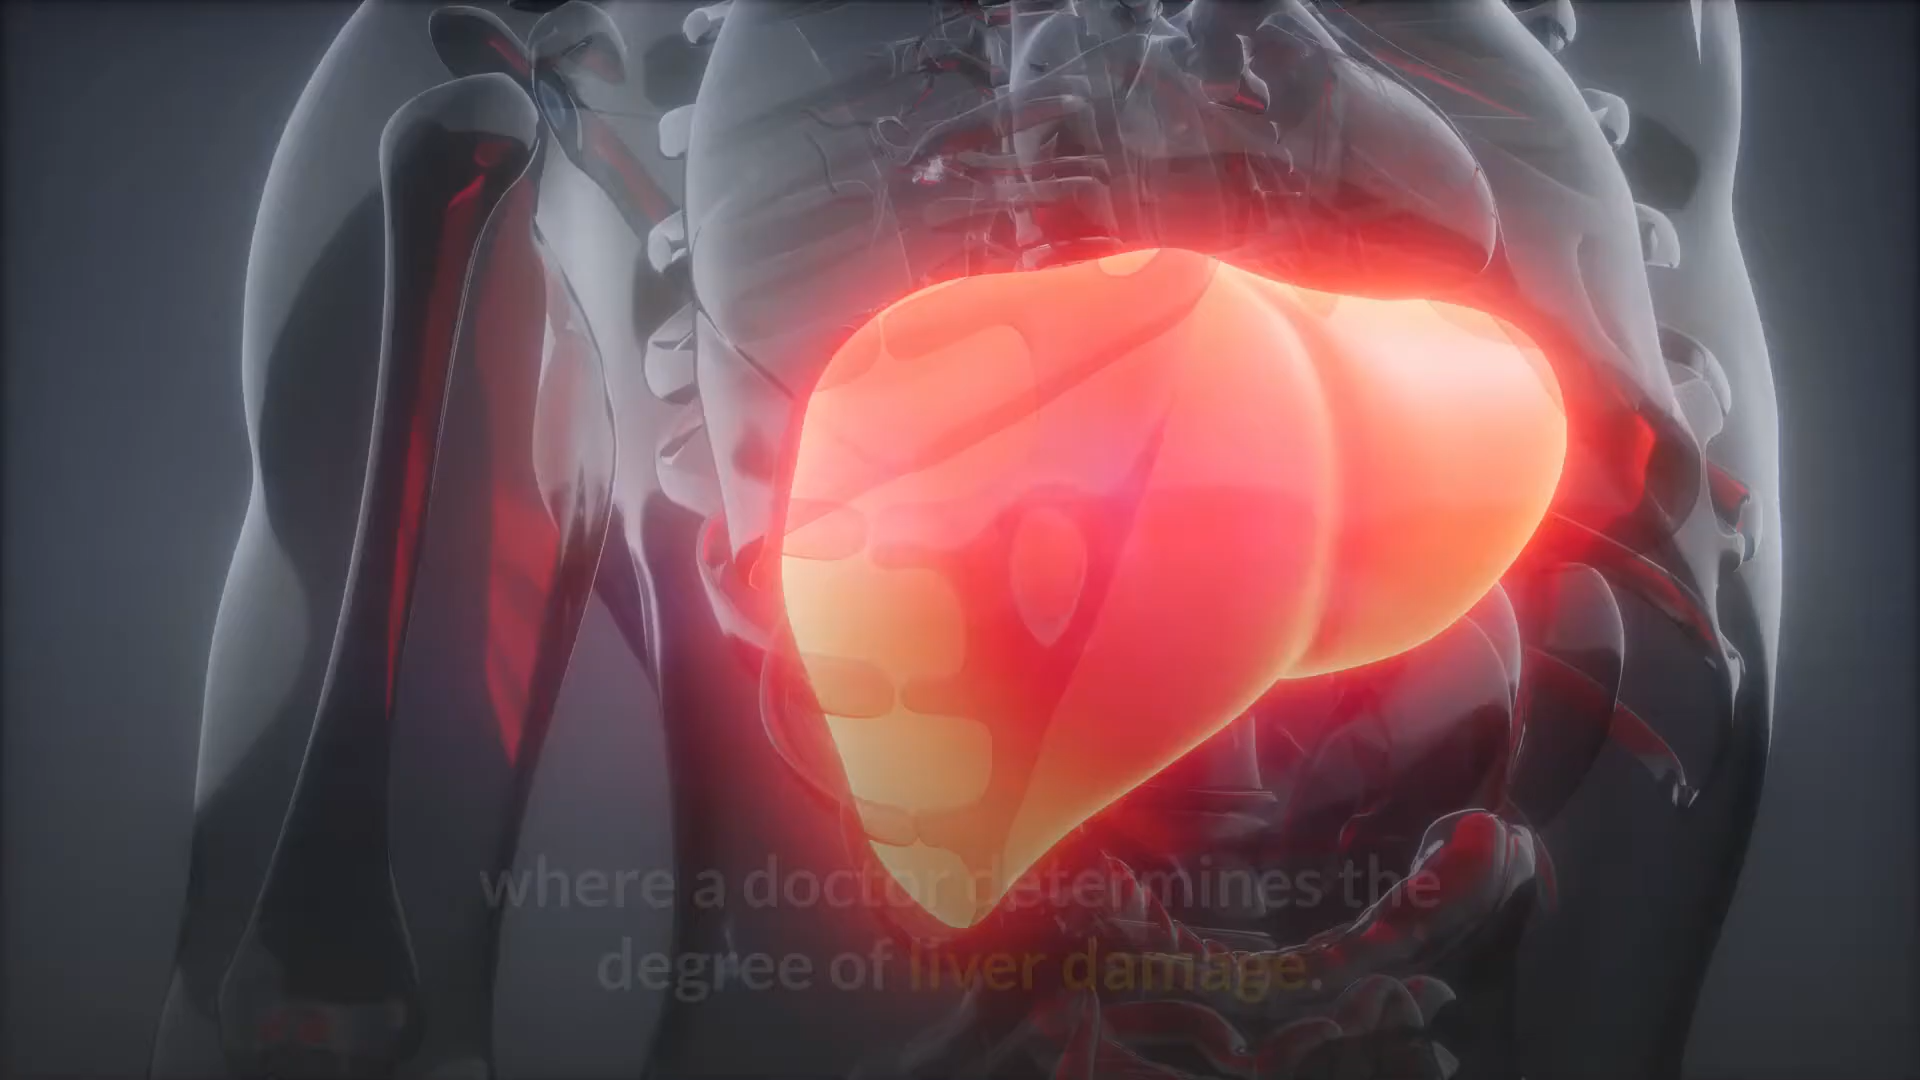 where a doctor determines the
degree of liver damage.